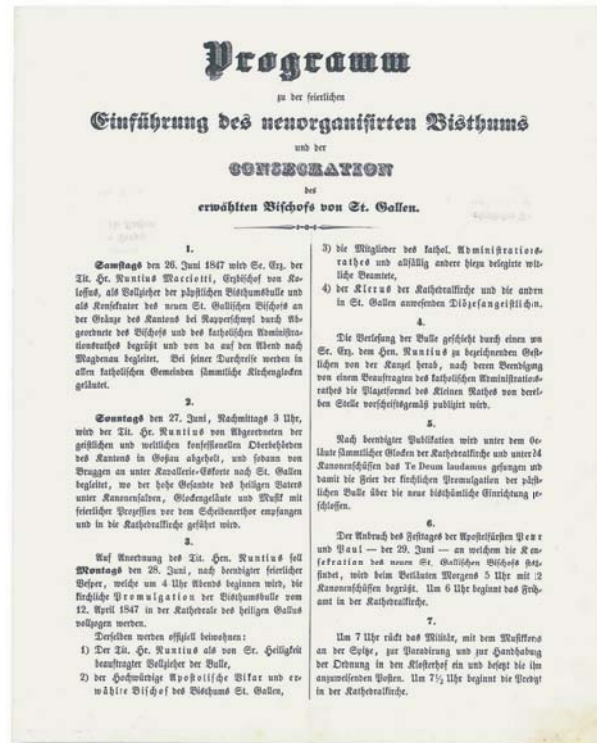 Programm
zu der feierlichen
Einführung des neuorganisirten Bisthums
und der
CONSECRATION
des
erwählten Bischofs von St. Gallen.
1.
Samstags den 26. Juni 1847 wird Se. Erz. der
Tit. Hr. Nuntius Macciotti, Erzbischof von Ko-
lossus, als Vollzieher der päpstlichen Bisthumsbulle und
als Konsekrator des neuen St. Gallischen Bischofs an
der Gränze des Kantons bei Rapperschwyl durch Ab-
geordnete des Bischofs und des katholischen Administra-
tionsrathes begrüßt und von da auf den Abend nach
Magdenau begleitet. Bei seiner Durchreise werden in
allen katholischen Gemeinden sämmtliche Kirchenglocken
geläutet.
2.
Sonntags den 27. Juni, Nachmittags 3 Uhr,
wird der Tit. Hr. Nuntius von Abgeordneten der
geistlichen und weltlichen konfessionellen Oberbehörden
des Kantons in Goßau abgeholt, und sodann von
Bruggen an unter Kavallerie-Eskorte nach St. Gallen
begleitet, wo der hohe Gesandte des heiligen Vaters
unter Kanonensalven, Glockengeläute und Musik mit
feierlicher Prozession vor dem Scheibenerthor empfangen
und in die Kathedralkirche geführt wird.
3.
Auf Anordnung des Tit. Hrn. Nuntius soll
Montags den 28. Juni, nach beendigter feierlicher
Vesper, welche um 4 Uhr Abends beginnen wird, die
kirchliche Promulgation der Bisthumsbulle vom
12. April 1847 in der Kathedrale des heiligen Gallus
vollzogen werden.
Derselben werden offiziell beiwohnen:
1) Der Tit. Hr. Nuntius als von Sr. Heiligkeit
beauftragter Vollzieher der Bulle,
2) der Hochwürdige Apostolische Vikar und er-
wählte Bischof des Bisthums St. Gallen,
3) die Mitglieder des kathol. Administrations-
rathes und allfällig andere hiezu delegirte wit-
liche Beamtete,
4) der Klerus der Kathedralkirche und die andrn
in St. Gallen anwesenden Diözesangeistlichen.
4.
Die Verlesung der Bulle geschieht durch einen von
Sr. Erz. dem Hrn. Nuntius zu bezeichnenden Geist-
lichen von der Kanzel herab, nach deren Beendigung
von einem Beauftragten des katholischen Administrations-
rathes die Plazetformel des Kleinen Rathes von dersel-
ben Stelle vorschriftsgemäß publizirt wird.
5.
Nach beendigter Publikation wird unter dem Ge-
läute sämmtlicher Glocken der Kathedralkirche und unter 24
Kanonenschüssen das Te Deum laudamus gesungen und
damit die Feier der kirchlichen Promulgation der päpst-
lichen Bulle über die neue bisthümliche Einrichtung ge-
schlossen.
6.
Der Anbruch des Festtages der Apostelfürsten Peter
und Paul — der 29. Juni — an welchem die Kon-
sekration des neuen St. Gallischen Bischofs statt-
findet, wird beim Betläuten Morgens 5 Uhr mit 12
Kanonenschüssen begrüßt. Um 6 Uhr beginnt das Früh-
amt in der Kathedralkirche.
7.
Um 7 Uhr rückt das Militär, mit dem Musikkorps
an der Spitze, zur Paradirung und zur Handhabung
der Ordnung in den Klosterhof ein und besetzt die ihm
anzuweisenden Posten. Um 7½ Uhr beginnt die Predigt
in der Kathedralkirche.